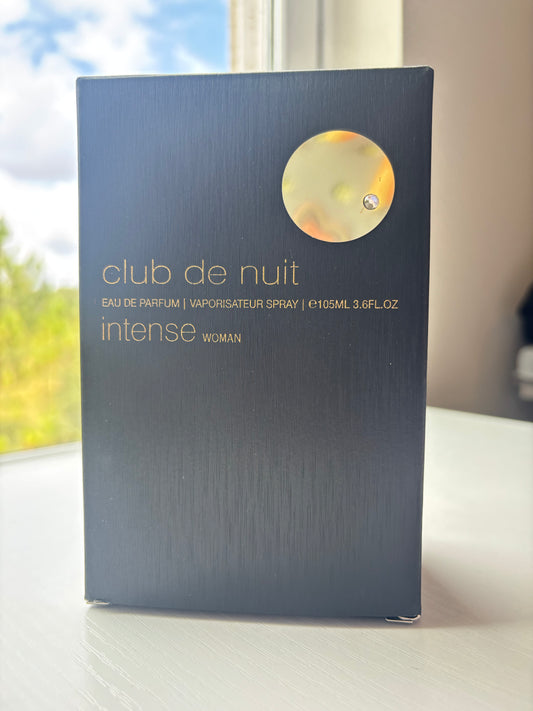 club de nuit
EAU DE PARFUM | VAPORISATEUR SPRAY | ℮105ML 3.6FL.OZ
intense WOMAN